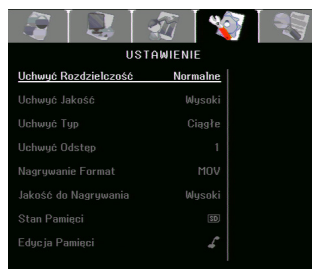 USTAWIENIE
Uchwyć Rozdzielczość Normalne
Uchwyć Jakość Wysoki
Uchwyć Typ Ciągłe
Uchwyć Odstęp 1
Nagrywanie Format MOV
Jakość do Nagrywania Wysoki
Stan Pamięci SD
Edycja Pamięci